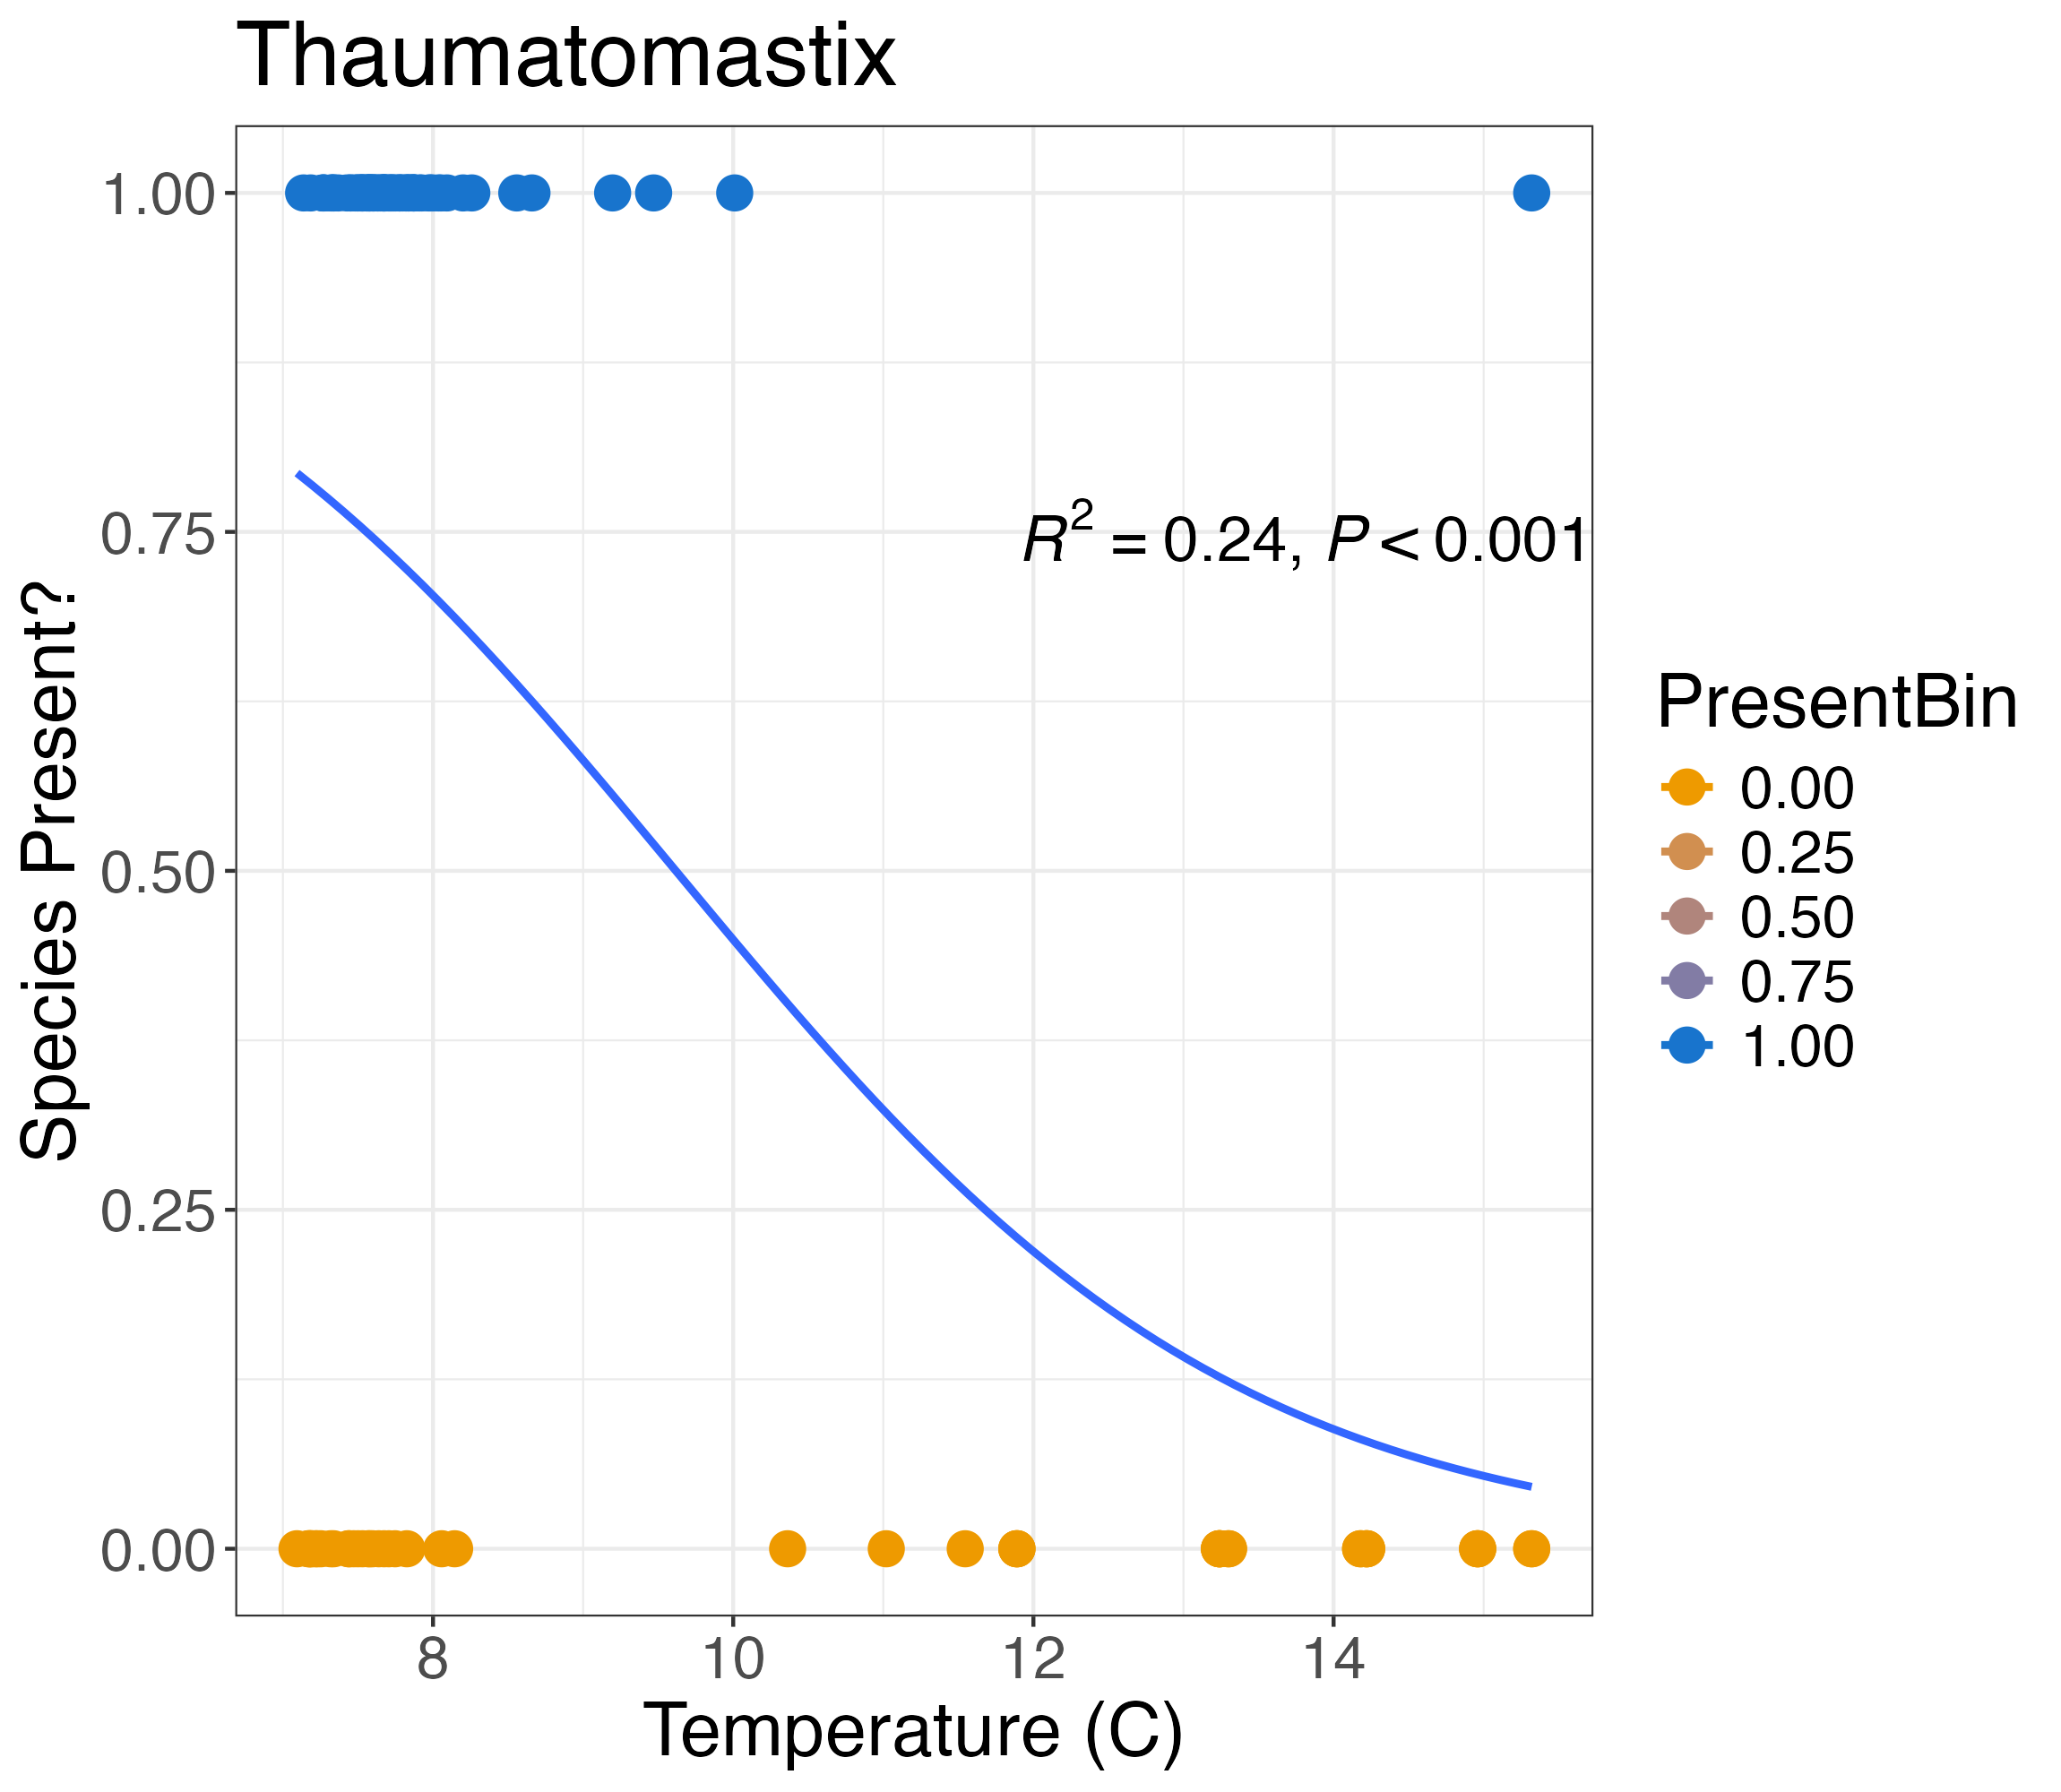 Thaumatomastix
1.00
0.75
0.50
0.25
0.00
Species Present?
R² = 0.24, P < 0.001
8 10 12 14
Temperature (C)
PresentBin
0.00
0.25
0.50
0.75
1.00